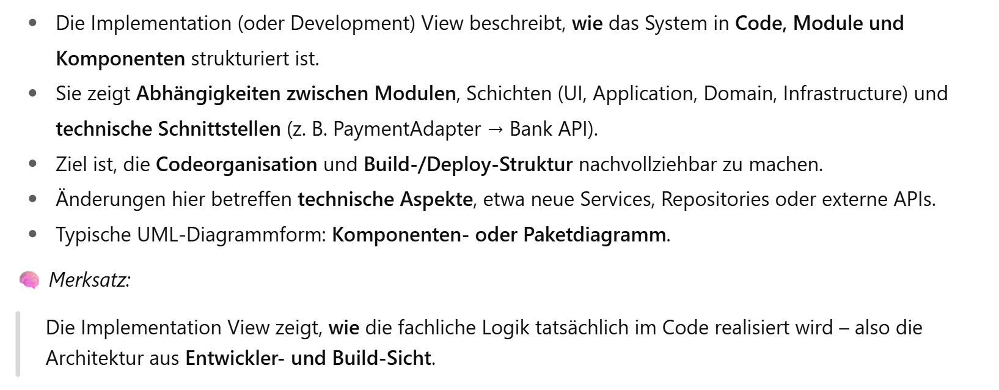 • Die Implementation (oder Development) View beschreibt, wie das System in Code, Module und
Komponenten strukturiert ist.
• Sie zeigt Abhängigkeiten zwischen Modulen, Schichten (UI, Application, Domain, Infrastructure) und
technische Schnittstellen (z. B. PaymentAdapter → Bank API).
• Ziel ist, die Codeorganisation und Build-/Deploy-Struktur nachvollziehbar zu machen.
• Änderungen hier betreffen technische Aspekte, etwa neue Services, Repositories oder externe APIs.
• Typische UML-Diagrammform: Komponenten- oder Paketdiagramm.
🧠 Merksatz:
Die Implementation View zeigt, wie die fachliche Logik tatsächlich im Code realisiert wird – also die
Architektur aus Entwickler- und Build-Sicht.